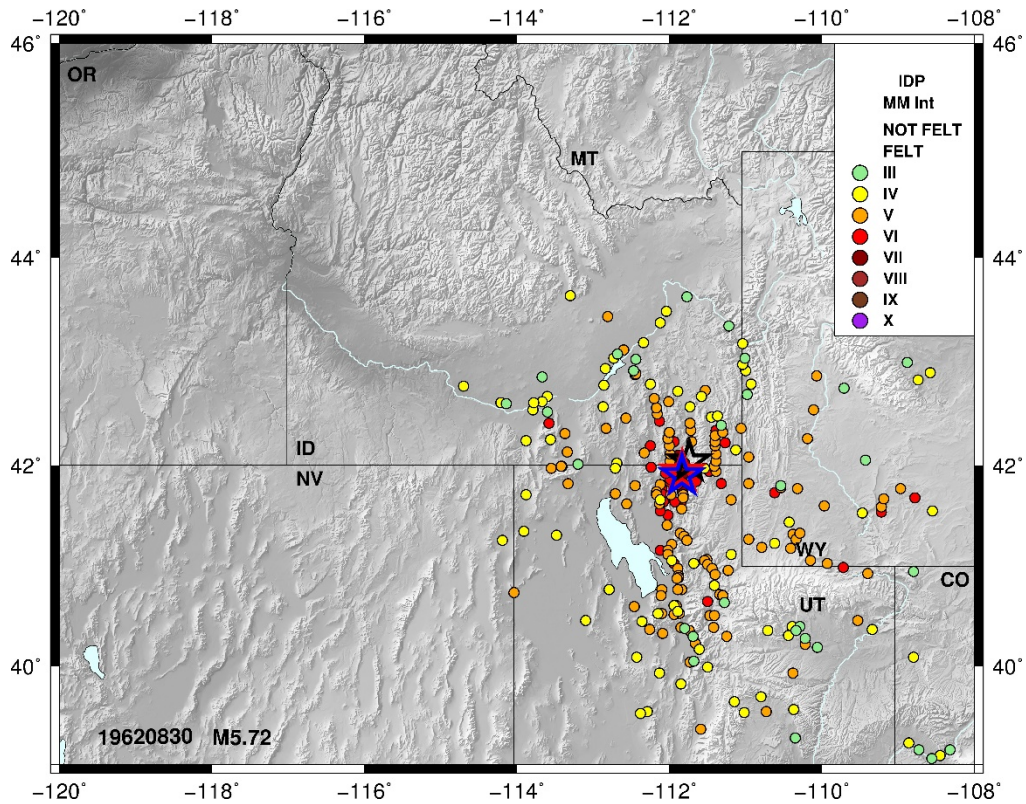 −120° −118° −116° −114° −112° −110° −108°
46° 46°
OR
IDP
MM Int
NOT FELT
FELT
MT
III
IV
V
VI
VII
VIII
IX
X
44° 44°
ID
42° 42°
NV
WY
CO
UT
40° 40°
19620830 M5.72
−120° −118° −116° −114° −112° −110° −108°